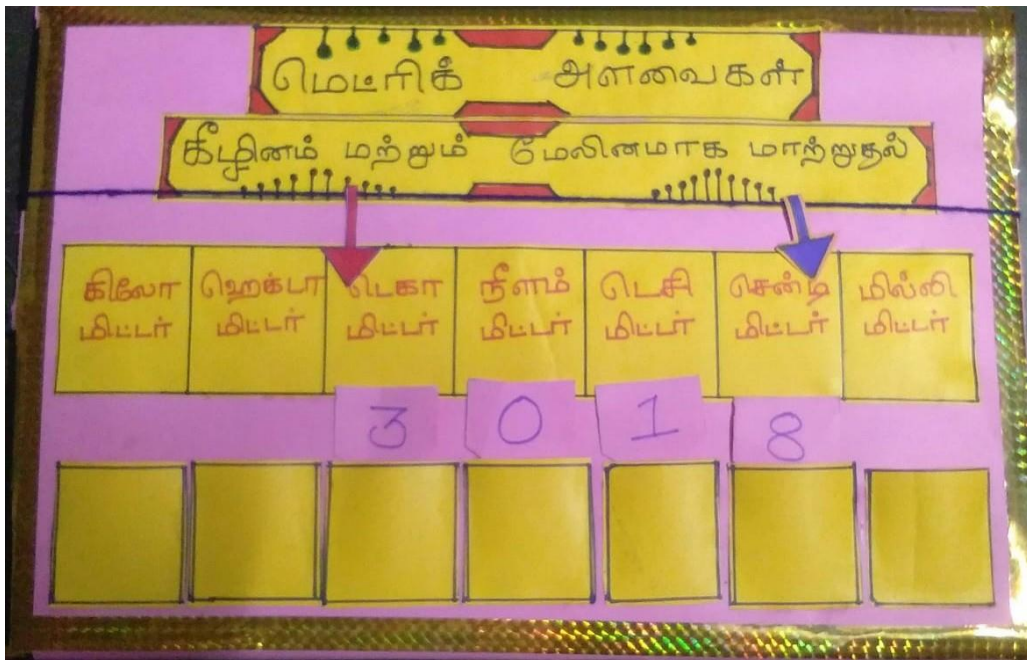 மெட்ரிக் அளவைகள்
கீழினம் மற்றும் மேலினமாக மாற்றுதல்
கிலோ ஹெக்டா டெகா நீளம் டெசி சென்டி மில்லி
மிட்டர் மிட்டர் மிட்டர் மிட்டர் மிட்டர் மிட்டர் மிட்டர்
3 0 1 8